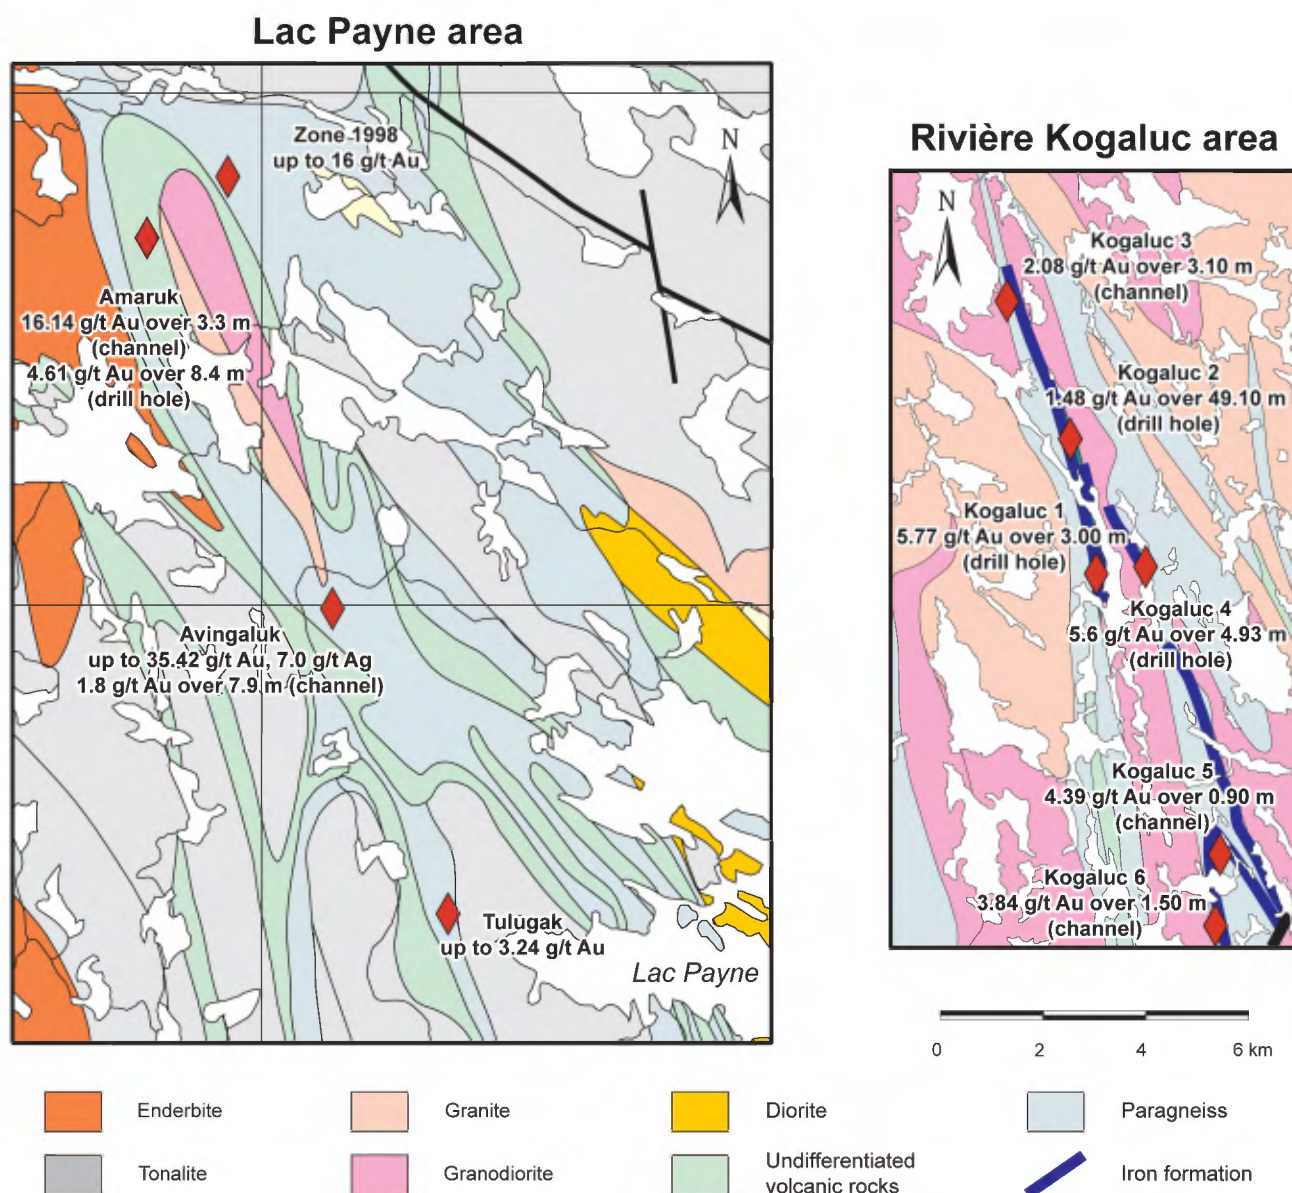 Lac Payne area
N
Zone 1998
up to 16 g/t Au
Amaruk
16.14 g/t Au over 3.3 m
(channel)
4.61 g/t Au over 8.4 m
(drill hole)
Avingaluk
up to 35.42 g/t Au, 7.0 g/t Ag
1.8 g/t Au over 7.9 m (channel)
Tulugak
up to 3.24 g/t Au
Lac Payne
Rivière Kogaluc area
N
Kogaluc 3
2.08 g/t Au over 3.10 m
(channel)
Kogaluc 2
1.48 g/t Au over 49.10 m
(drill hole)
Kogaluc 1
5.77 g/t Au over 3.00 m
(drill hole)
Kogaluc 4
5.6 g/t Au over 4.93 m
(drill hole)
Kogaluc 5
4.39 g/t Au over 0.90 m
(channel)
Kogaluc 6
3.84 g/t Au over 1.50 m
(channel)
0 2 4 6 km
Enderbite
Granite
Diorite
Paragneiss
Tonalite
Granodiorite
Undifferentiated
volcanic rocks
Iron formation